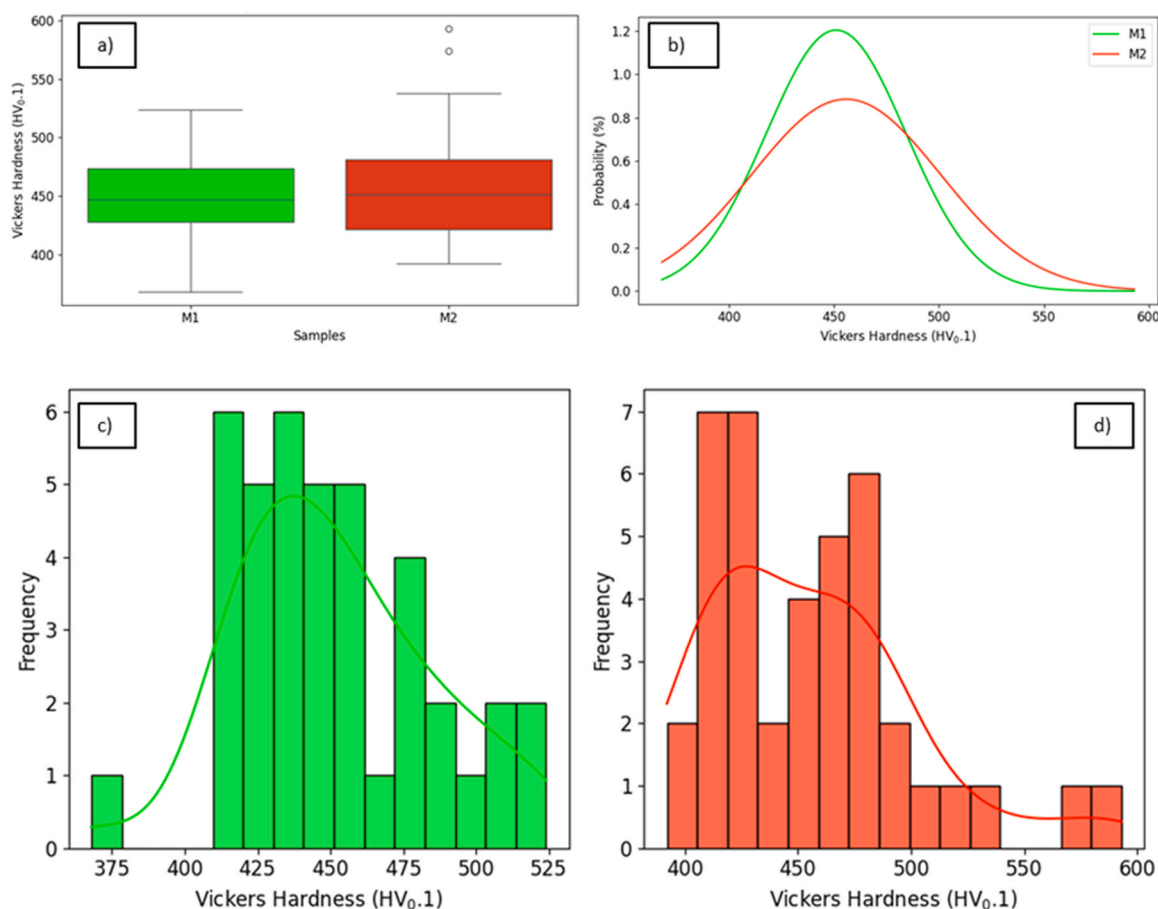 a)
600
550
500
450
400
Vickers Hardness (HV₀.1)
M1
M2
Samples
b)
M1
M2
1.2
1.0
0.8
0.6
0.4
0.2
0.0
Probability (%)
400
450
500
550
600
Vickers Hardness (HV₀.1)
c)
6
5
4
3
2
1
0
Frequency
375
400
425
450
475
500
525
Vickers Hardness (HV₀.1)
d)
7
6
5
4
3
2
1
0
Frequency
400
450
500
550
600
Vickers Hardness (HV₀.1)